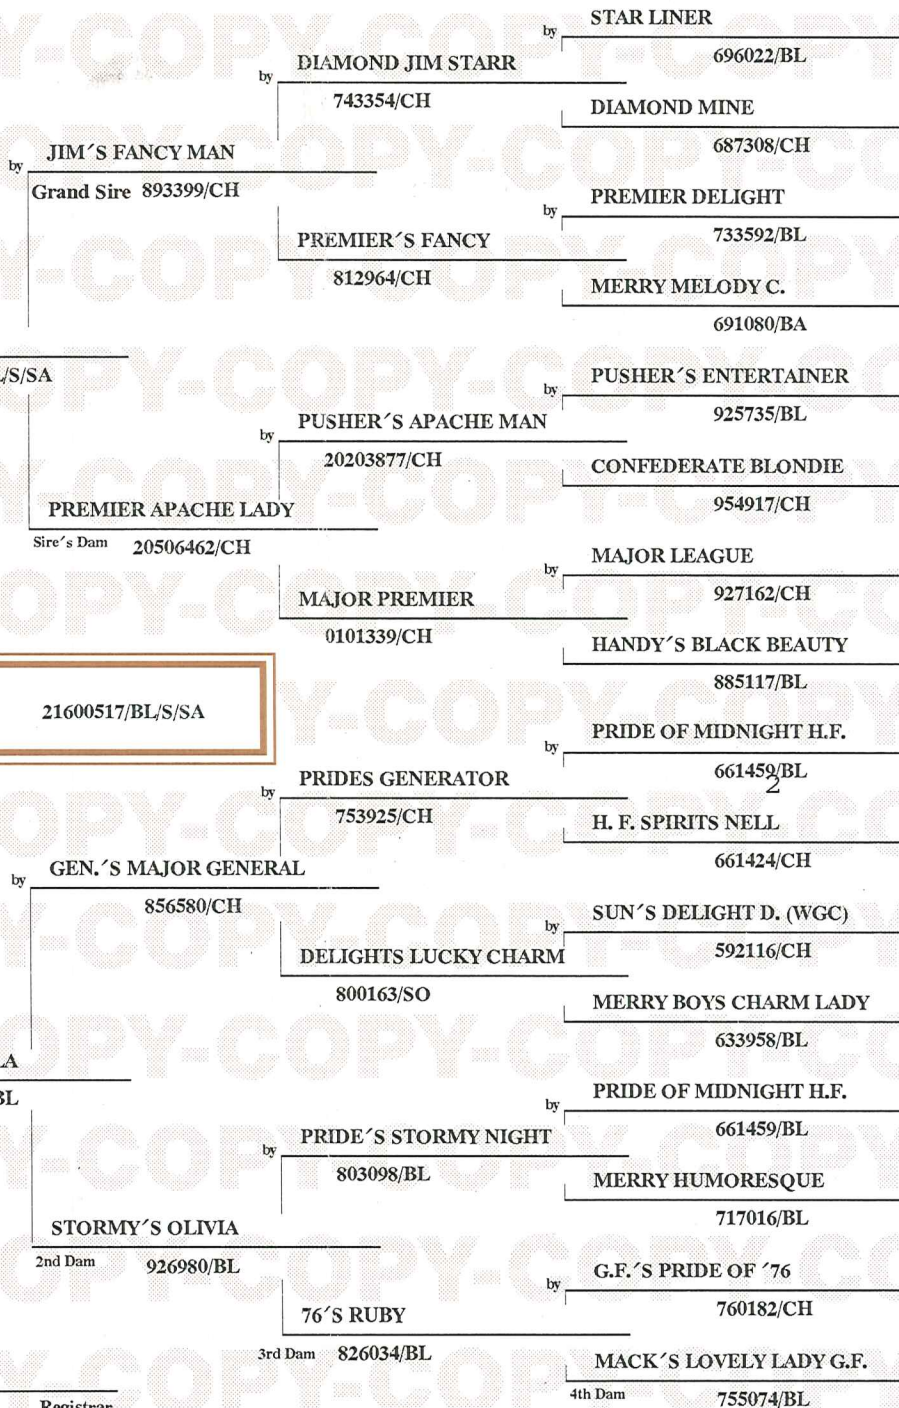 STAR LINER
by
DIAMOND JIM STARR
696022/BL
by
743354/CH
DIAMOND MINE
687308/CH
JIM´S FANCY MAN
by
Grand Sire 893399/CH
PREMIER DELIGHT
by
733592/BL
PREMIER´S FANCY
812964/CH
MERRY MELODY C.
691080/BA
L/S/SA
PUSHER´S ENTERTAINER
by
925735/BL
PUSHER´S APACHE MAN
by
20203877/CH
CONFEDERATE BLONDIE
954917/CH
PREMIER APACHE LADY
Sire´s Dam 20506462/CH
MAJOR LEAGUE
by
927162/CH
MAJOR PREMIER
0101339/CH
HANDY´S BLACK BEAUTY
885117/BL
21600517/BL/S/SA
PRIDE OF MIDNIGHT H.F.
by
661459/BL
2
PRIDES GENERATOR
by
753925/CH
H. F. SPIRITS NELL
661424/CH
GEN.´S MAJOR GENERAL
by
856580/CH
SUN´S DELIGHT D. (WGC)
by
592116/CH
DELIGHTS LUCKY CHARM
800163/SO
MERRY BOYS CHARM LADY
633958/BL
LA
BL
PRIDE OF MIDNIGHT H.F.
by
661459/BL
PRIDE´S STORMY NIGHT
by
803098/BL
MERRY HUMORESQUE
717016/BL
STORMY´S OLIVIA
2nd Dam 926980/BL
G.F.´S PRIDE OF ´76
by
760182/CH
76´S RUBY
3rd Dam 826034/BL
MACK´S LOVELY LADY G.F.
4th Dam 755074/BL
Registrar